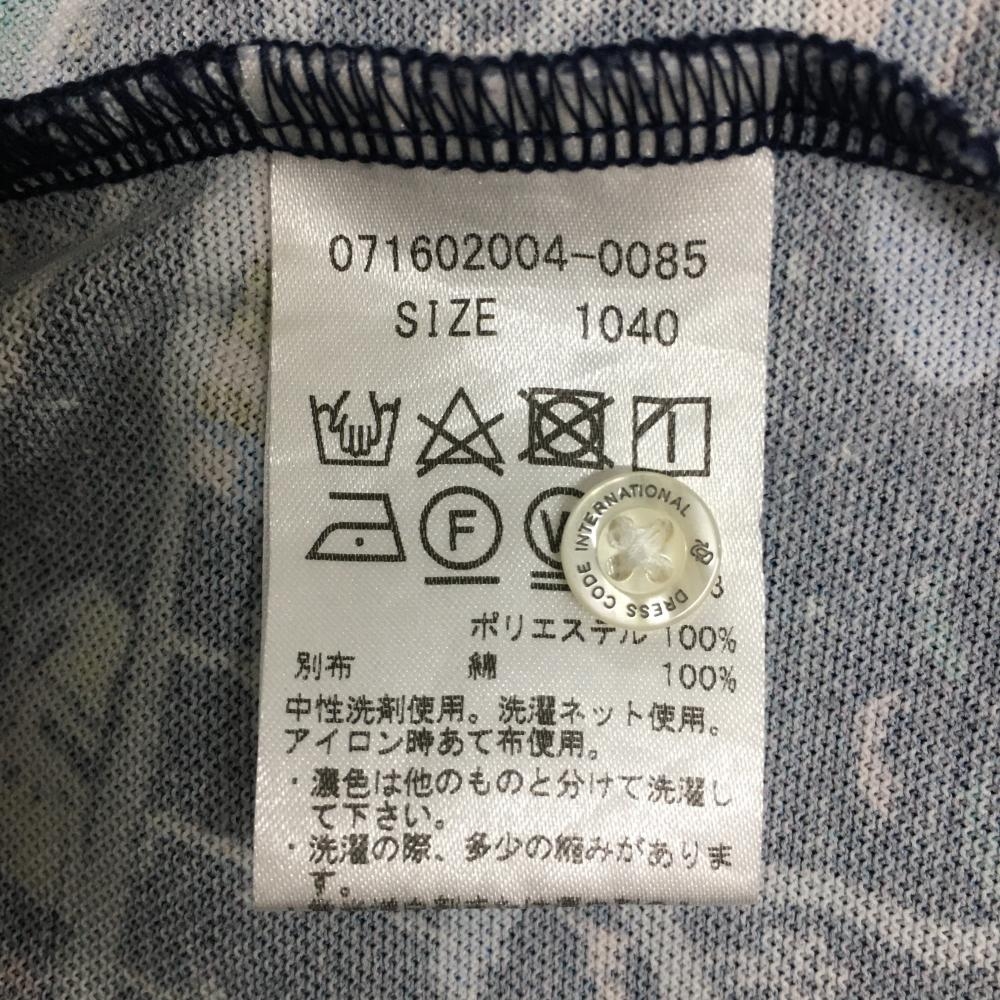 071602004-0085
SIZE 1040
F W
INTERNATIONAL
DRESS CODE
ポリエステル 100%
別布 綿 100%
中性洗剤使用。洗濯ネット使用。
アイロン時あて布使用。
・濃色は他のものと分けて洗濯し
て下さい。
・洗濯の際、多少の縮みがありま
す。